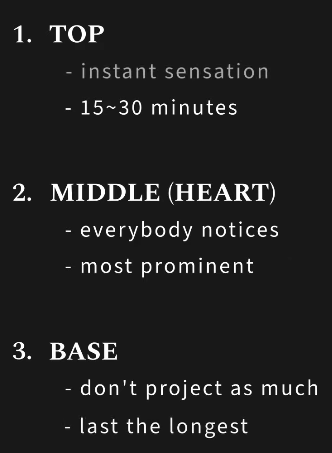 1. TOP
- instant sensation
- 15~30 minutes
2. MIDDLE (HEART)
- everybody notices
- most prominent
3. BASE
- don't project as much
- last the longest